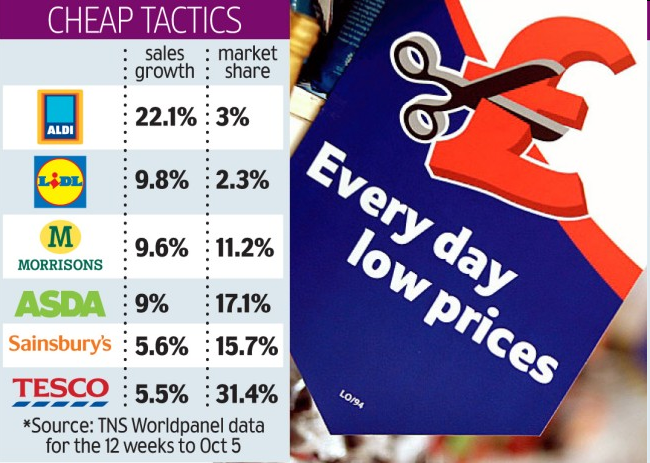 CHEAP TACTICS
sales growth market share
ALDI 22.1% 3%
LIDL 9.8% 2.3%
M
MORRISONS 9.6% 11.2%
ASDA 9% 17.1%
Sainsbury's 5.6% 15.7%
TESCO 5.5% 31.4%
*Source: TNS Worldpanel data
for the 12 weeks to Oct 5
£
Every day
low prices
LO/94